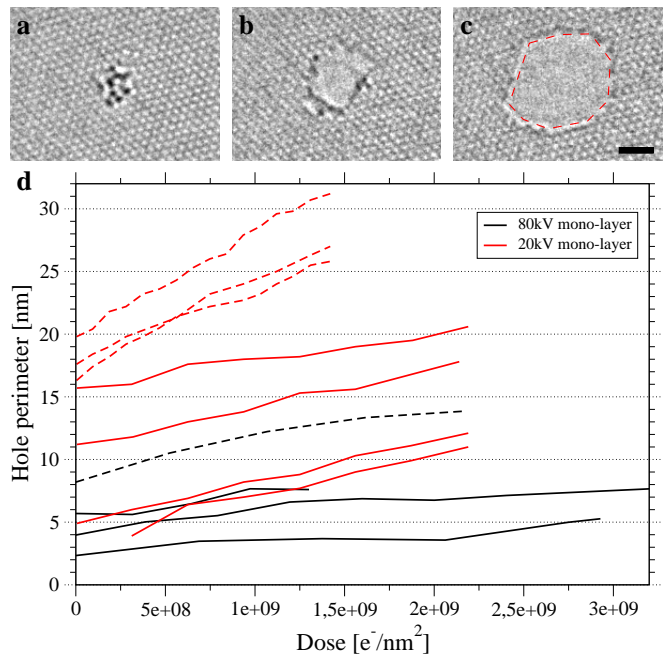 a
b
c
d
80kV mono-layer
20kV mono-layer
Hole perimeter [nm]
30
25
20
15
10
5
0
0 5e+08 1e+09 1,5e+09 2e+09 2,5e+09 3e+09
Dose [e⁻/nm²]